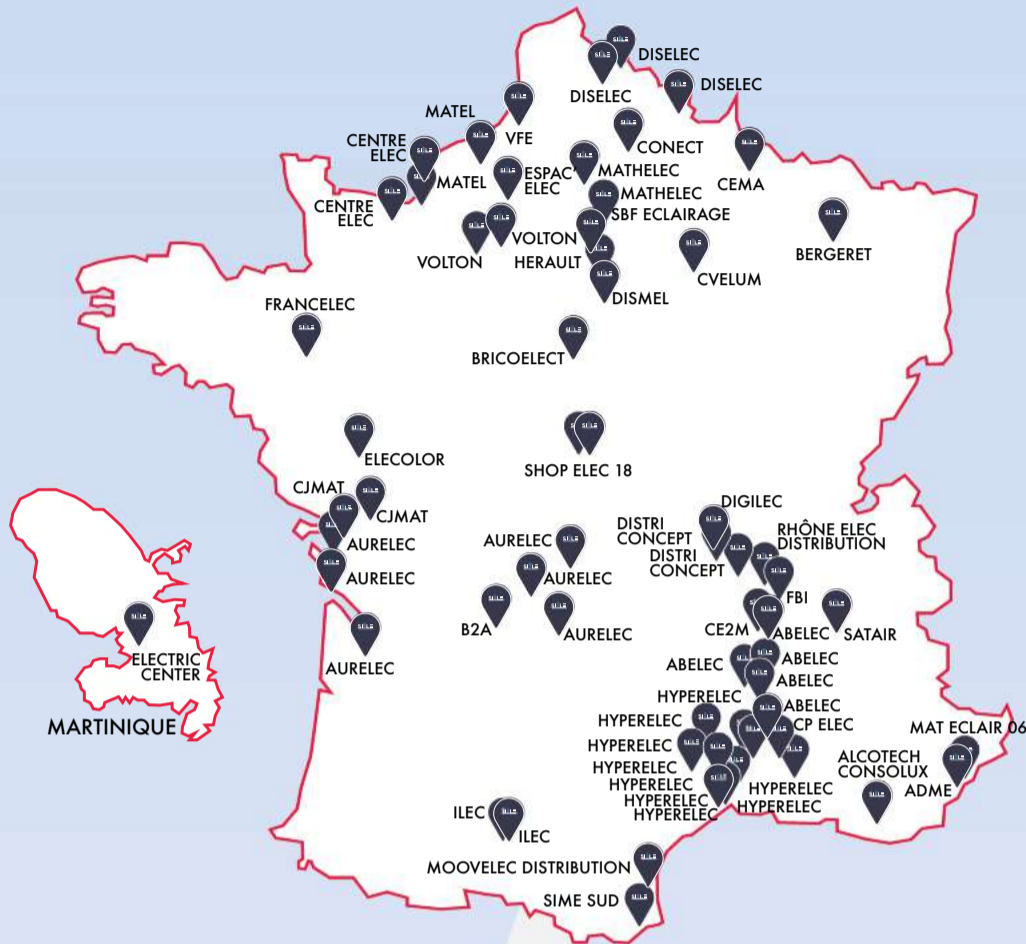 DISELEC
DISELEC
DISELEC
MATEL
VFE
CONECT
CENTRE
ELEC
MATEL
ESPAC'
ELEC
MATHELEC
CEMA
CENTRE
ELEC
MATHELEC
SBF ECLAIRAGE
VOLTON
VOLTON
HERAULT
BERGERET
CVELUM
DISMEL
FRANCELEC
BRICOELECT
ELECOLOR
SHOP ELEC 18
CJMAT
CJMAT
DIGILEC
AURELEC
AURELEC
DISTRI
CONCEPT
RHÔNE ELEC
DISTRIBUTION
DISTRI
CONCEPT
AURELEC
AURELEC
FBI
B2A
AURELEC
CE2M
ABELEC
SATAIR
AURELEC
ELECTRIC
CENTER
MARTINIQUE
ABELEC
ABELEC
ABELEC
HYPERELEC
ABELEC
HYPERELEC
CP ELEC
MAT ECLAIR 06
HYPERELEC
HYPERELEC
ALCOTECH
CONSOLUX
HYPERELEC
HYPERELEC
ADME
HYPERELEC
HYPERELEC
HYPERELEC
ILEC
ILEC
MOOVELEC DISTRIBUTION
SIME SUD